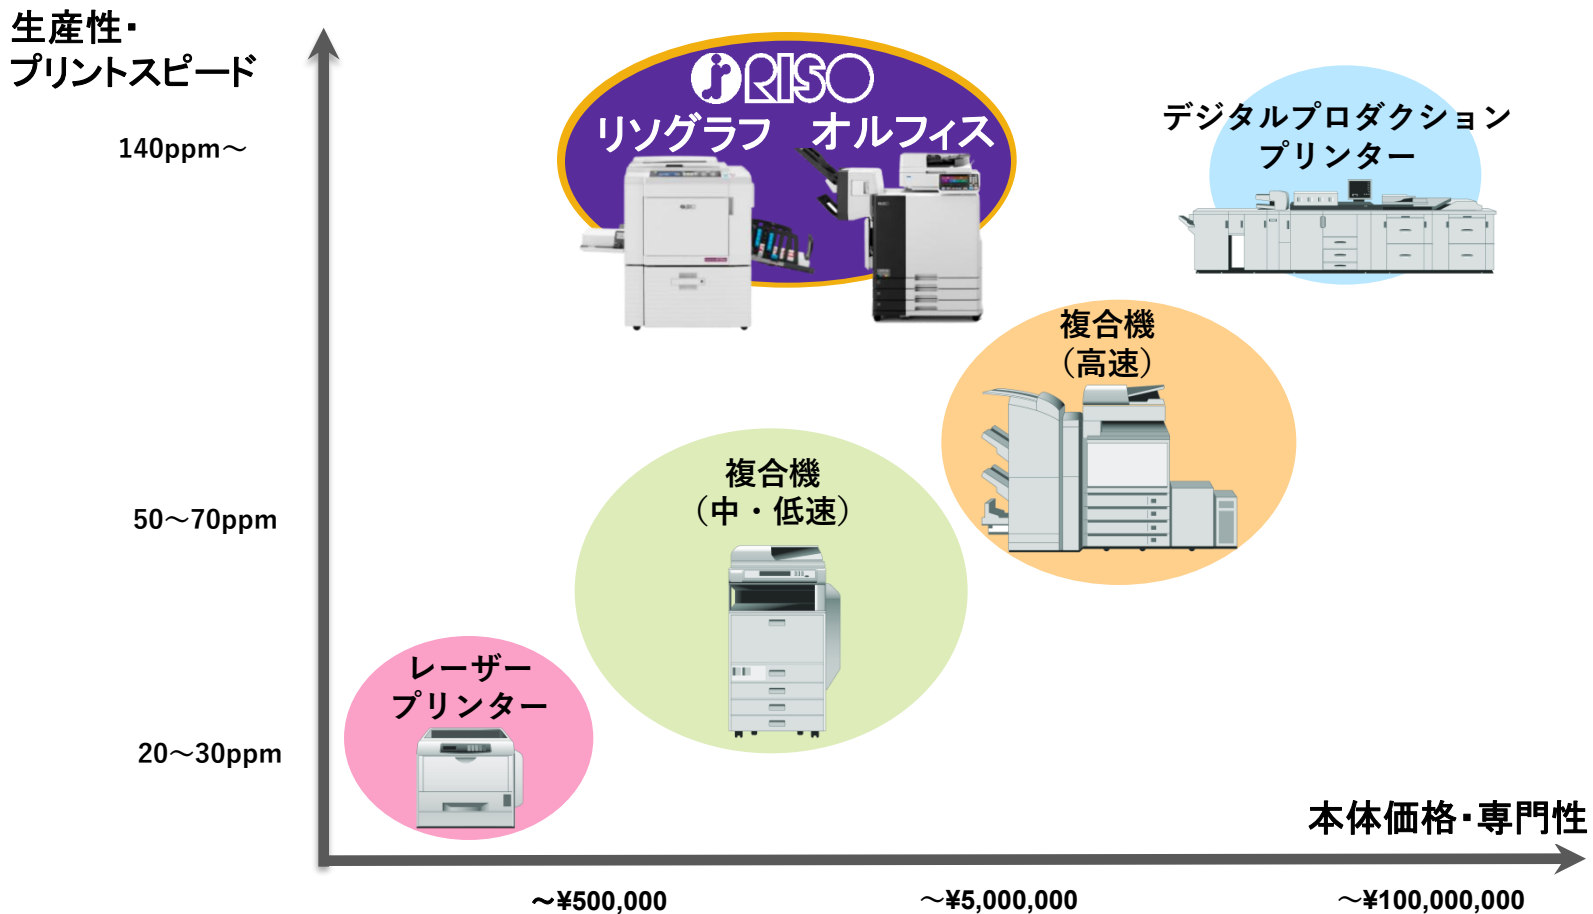 生産性・
プリントスピード
RISO
リソグラフ オルフィス
デジタルプロダクション
プリンター
140ppm～
複合機
（高速）
複合機
（中・低速）
50～70ppm
レーザー
プリンター
20～30ppm
本体価格・専門性
～¥500,000
～¥5,000,000
～¥100,000,000